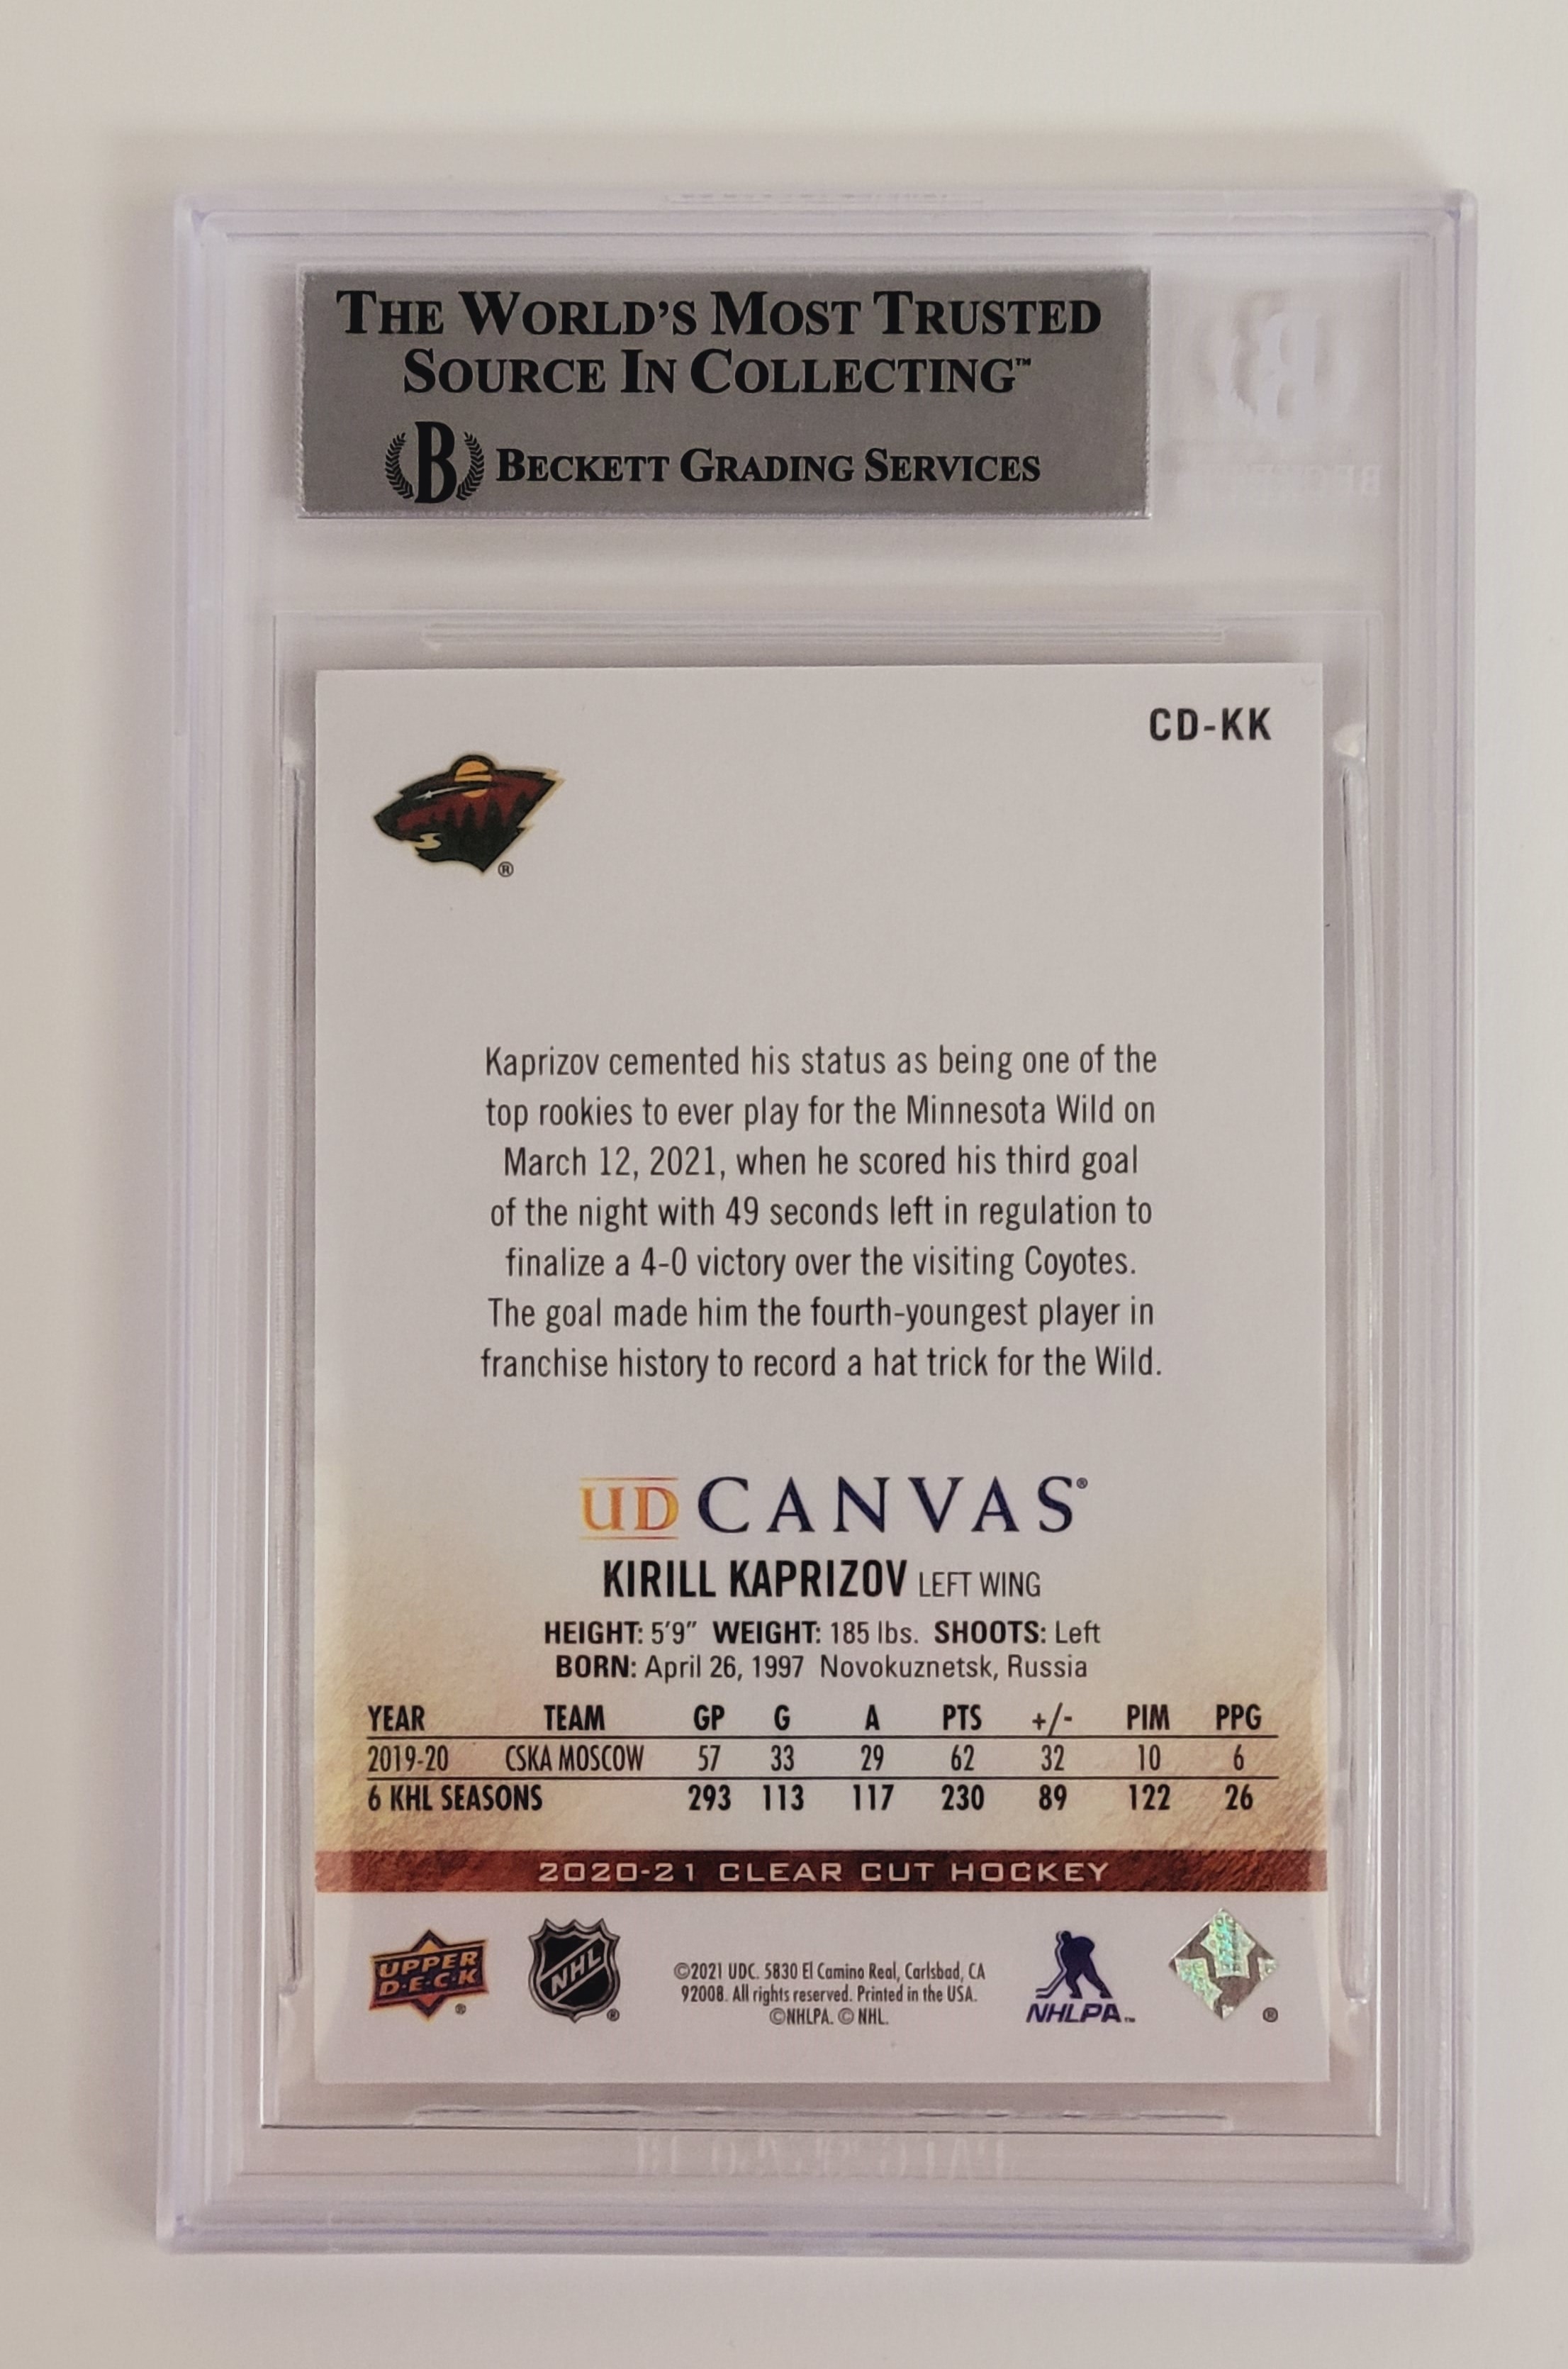 THE WORLD'S MOST TRUSTED
SOURCE IN COLLECTING™
B BECKETT GRADING SERVICES
CD-KK
®
Kaprizov cemented his status as being one of the
top rookies to ever play for the Minnesota Wild on
March 12, 2021, when he scored his third goal
of the night with 49 seconds left in regulation to
finalize a 4-0 victory over the visiting Coyotes.
The goal made him the fourth-youngest player in
franchise history to record a hat trick for the Wild.
UD CANVAS®
KIRILL KAPRIZOV LEFT WING
HEIGHT: 5'9" WEIGHT: 185 lbs. SHOOTS: Left
BORN: April 26, 1997 Novokuznetsk, Russia
YEAR TEAM GP G A PTS +/- PIM PPG
2019-20 CSKA MOSCOW 57 33 29 62 32 10 6
6 KHL SEASONS 293 113 117 230 89 122 26
2020-21 CLEAR CUT HOCKEY
UPPER
D·E·C·K
®
NHL
®
©2021 UDC. 5830 El Camino Real, Carlsbad, CA
92008. All rights reserved. Printed in the USA.
©NHLPA. © NHL.
NHLPA™
®